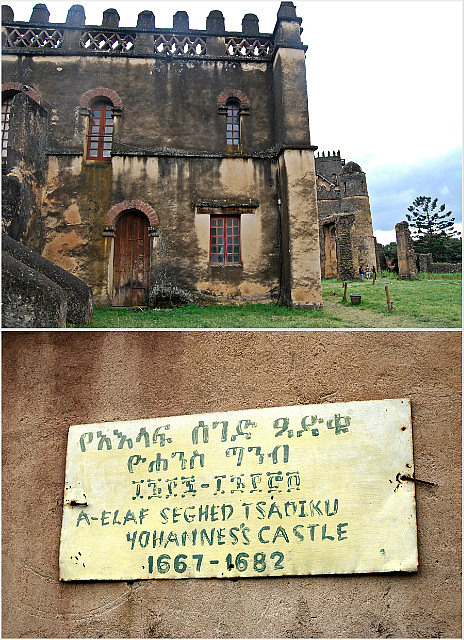 የአእላፍ ሰገድ ጻድቁ
ዮሐንስ ግንብ
A-ELAF SEGHED TSADIKU
YOHANNES'S CASTLE
1667-1682